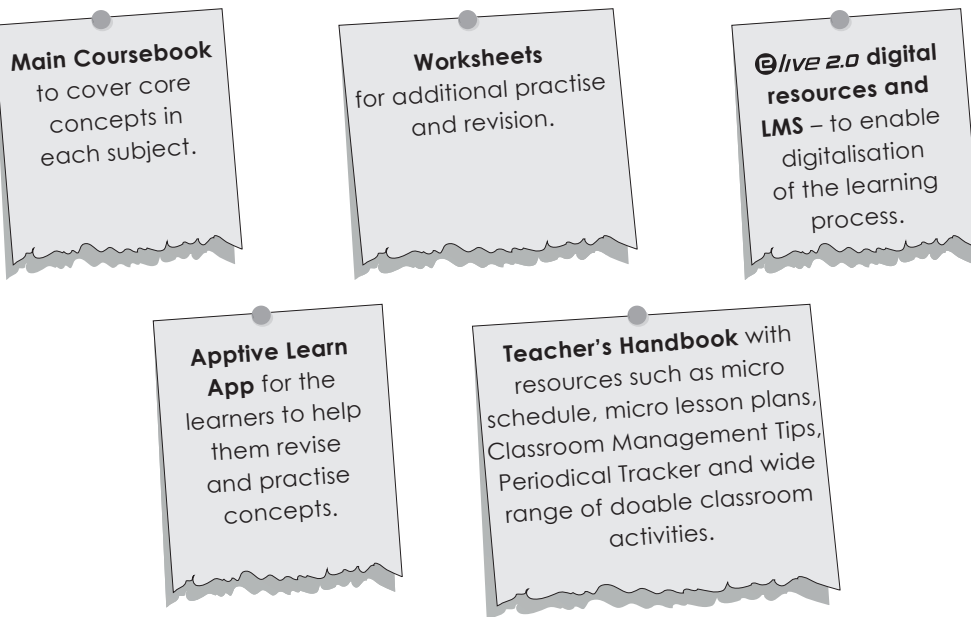 Main Coursebook
to cover core
concepts in
each subject.
Worksheets
for additional practise
and revision.
live 2.0 digital
resources and
LMS – to enable
digitalisation
of the learning
process.
Apptive Learn
App for the
learners to help
them revise
and practise
concepts.
Teacher’s Handbook with
resources such as micro
schedule, micro lesson plans,
Classroom Management Tips,
Periodical Tracker and wide
range of doable classroom
activities.